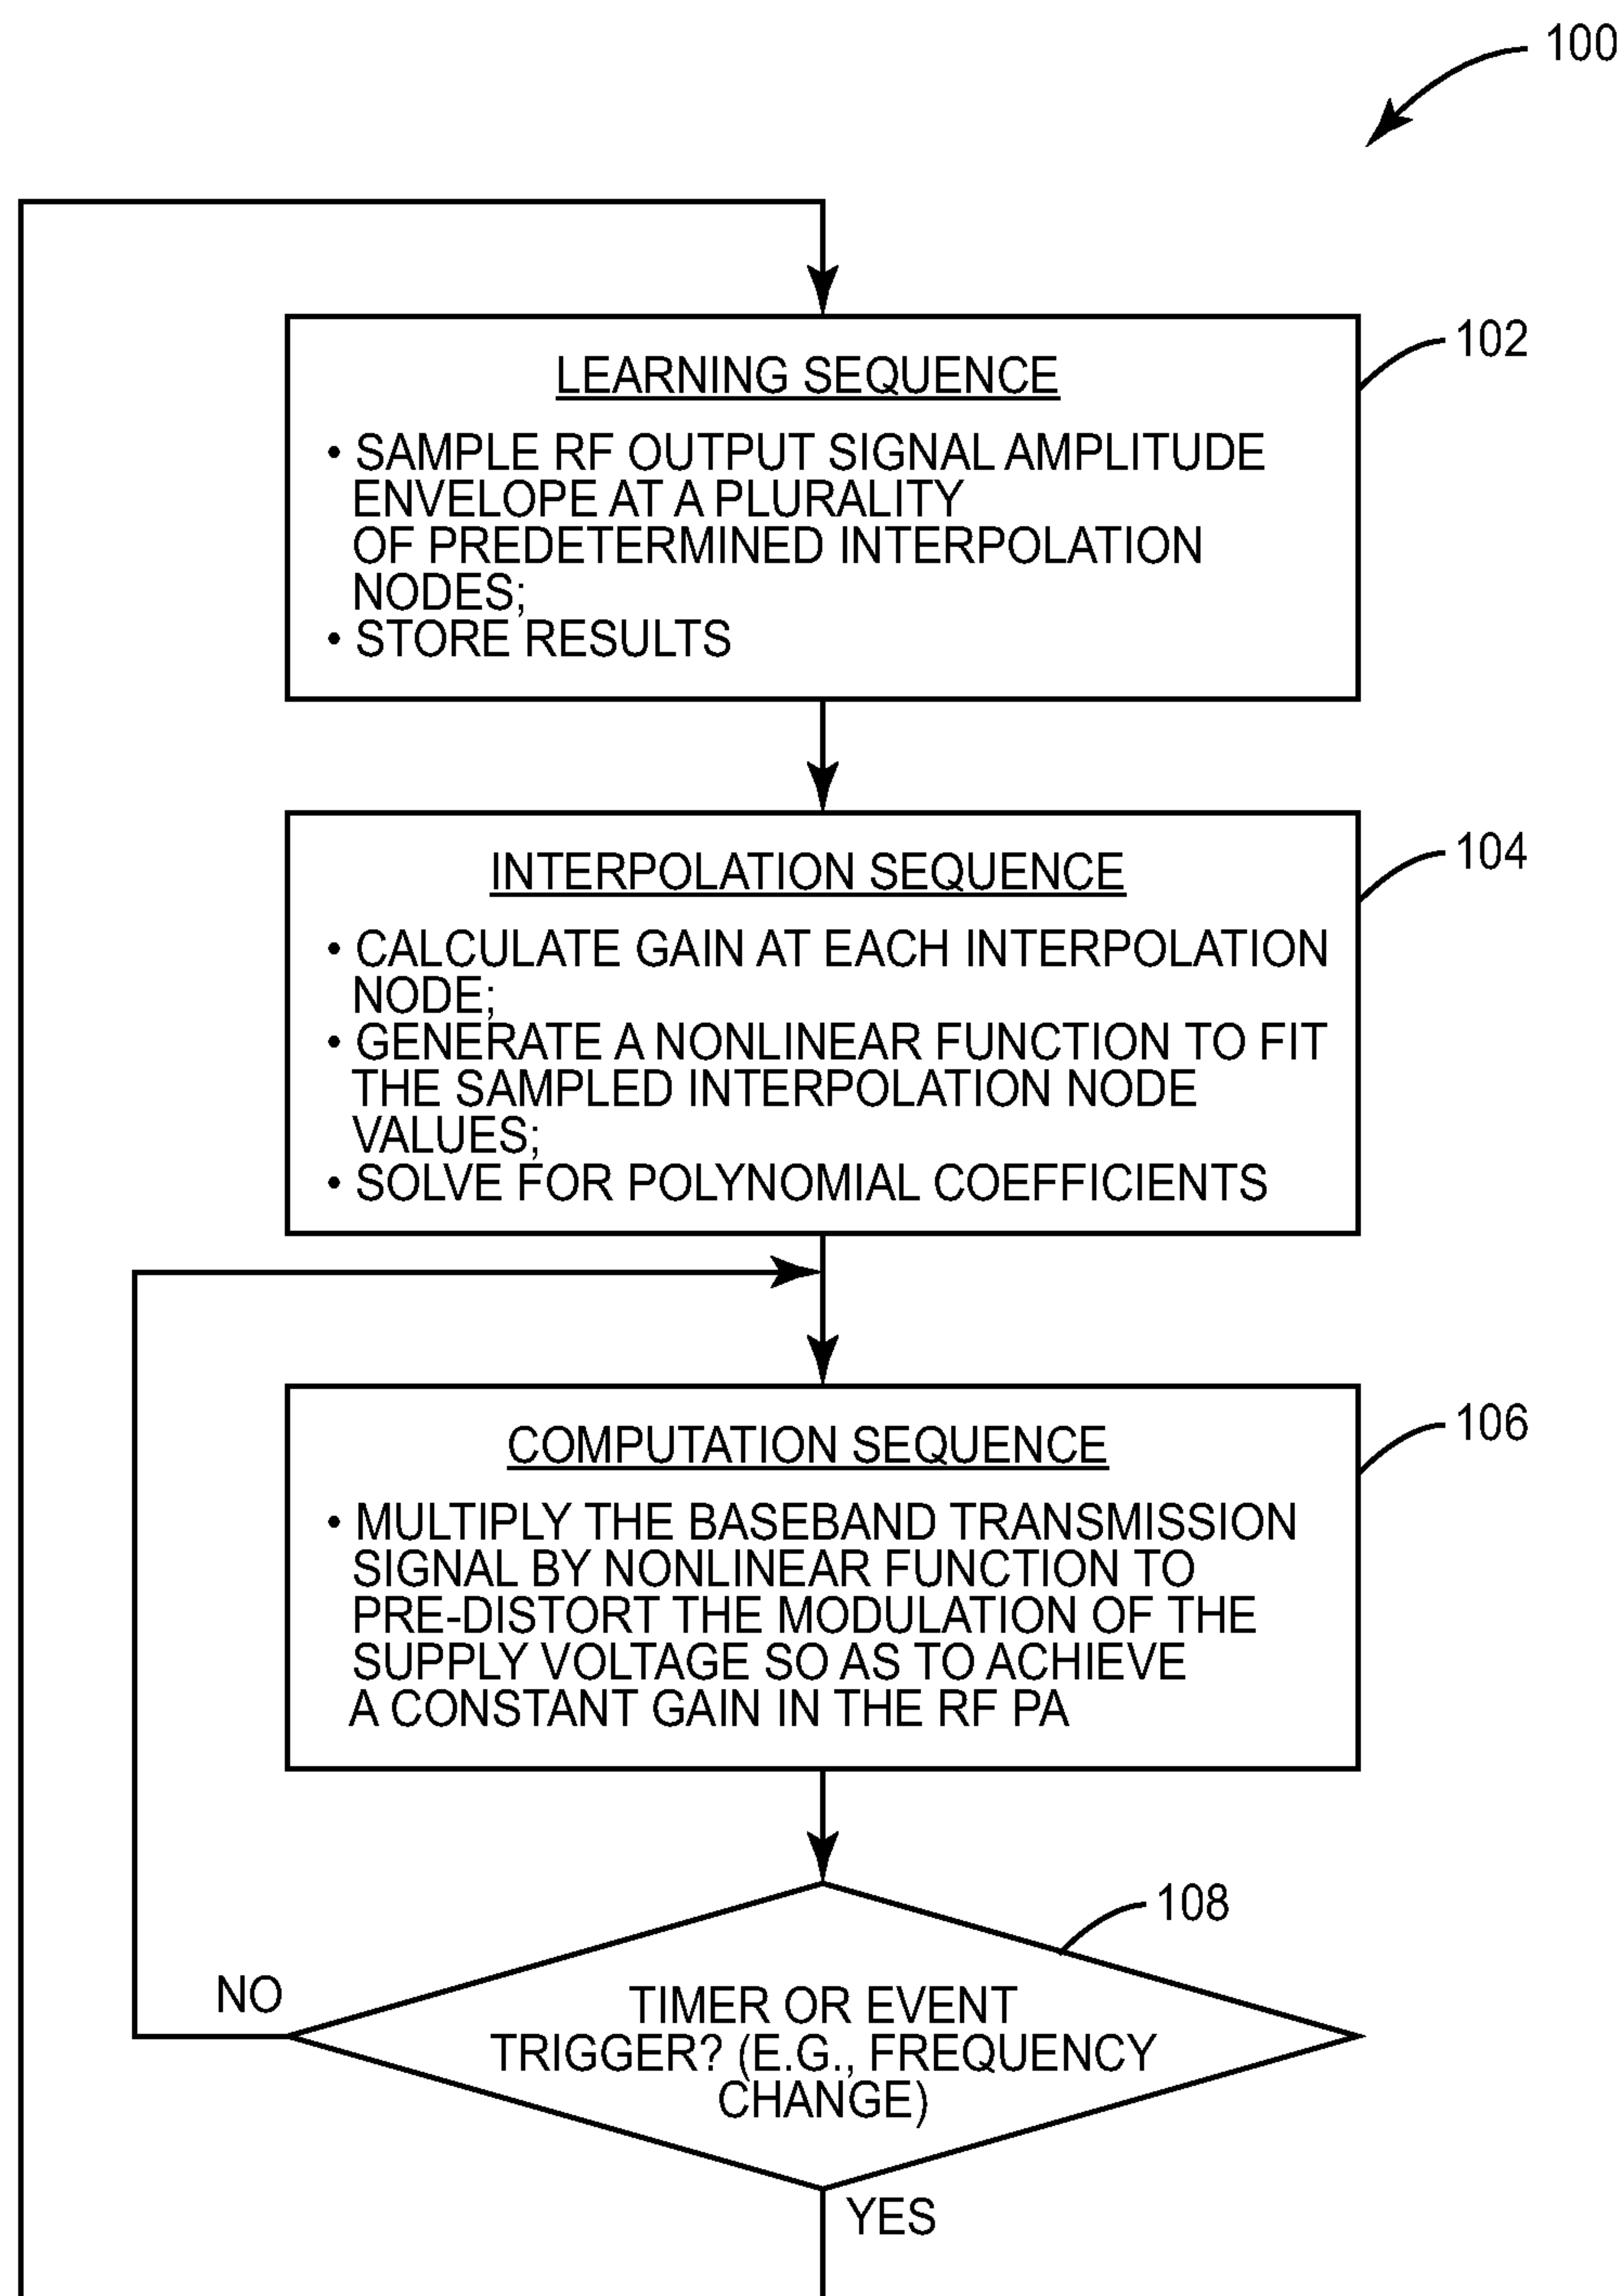 100
102
LEARNING SEQUENCE
• SAMPLE RF OUTPUT SIGNAL AMPLITUDE
ENVELOPE AT A PLURALITY
OF PREDETERMINED INTERPOLATION
NODES;
• STORE RESULTS
104
INTERPOLATION SEQUENCE
• CALCULATE GAIN AT EACH INTERPOLATION
NODE;
• GENERATE A NONLINEAR FUNCTION TO FIT
THE SAMPLED INTERPOLATION NODE
VALUES;
• SOLVE FOR POLYNOMIAL COEFFICIENTS
106
COMPUTATION SEQUENCE
• MULTIPLY THE BASEBAND TRANSMISSION
SIGNAL BY NONLINEAR FUNCTION TO
PRE-DISTORT THE MODULATION OF THE
SUPPLY VOLTAGE SO AS TO ACHIEVE
A CONSTANT GAIN IN THE RF PA
108
NO
TIMER OR EVENT
TRIGGER? (E.G., FREQUENCY
CHANGE)
YES